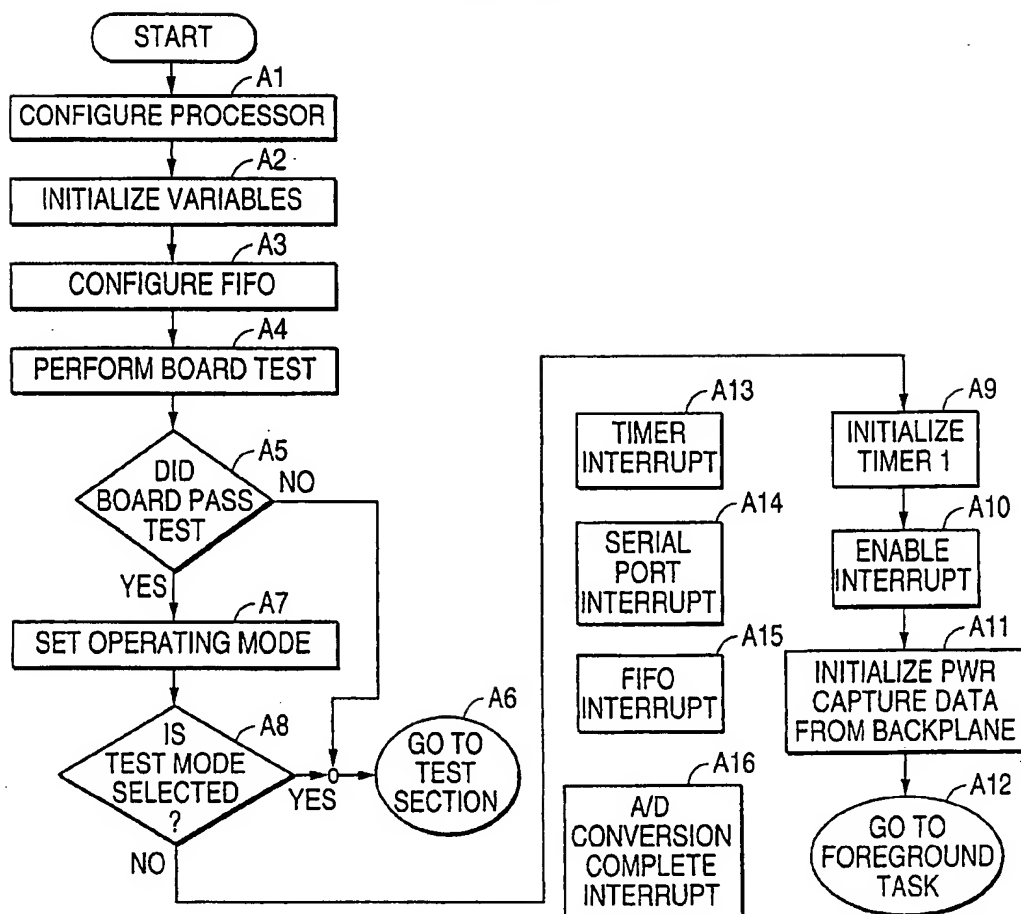 START
A1
CONFIGURE PROCESSOR
A2
INITIALIZE VARIABLES
A3
CONFIGURE FIFO
A4
PERFORM BOARD TEST
A5
DID
BOARD PASS
TEST
NO
YES
A7
SET OPERATING MODE
A8
IS
TEST MODE
SELECTED
?
YES
NO
A6
GO TO
TEST
SECTION
A13
TIMER
INTERRUPT
A14
SERIAL
PORT
INTERRUPT
A15
FIFO
INTERRUPT
A16
A/D
CONVERSION
COMPLETE
INTERRUPT
A9
INITIALIZE
TIMER 1
A10
ENABLE
INTERRUPT
A11
INITIALIZE PWR
CAPTURE DATA
FROM BACKPLANE
A12
GO TO
FOREGROUND
TASK